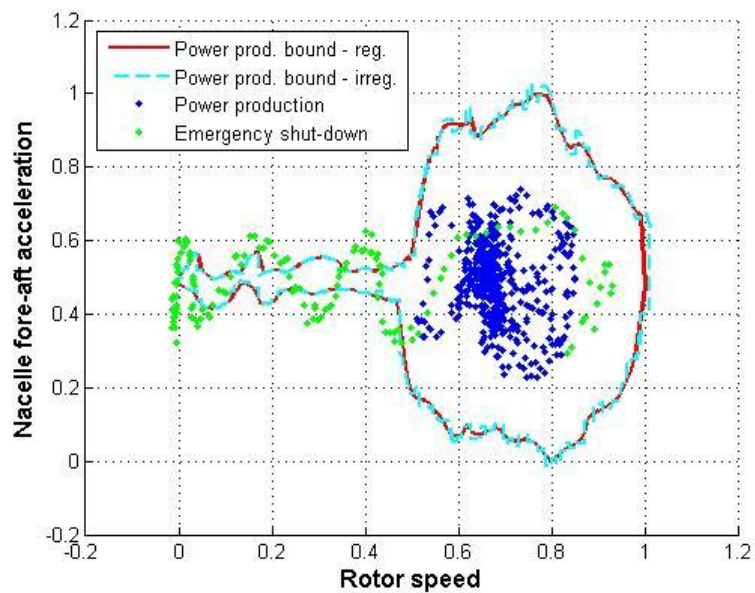 1.2
1
0.8
0.6
0.4
0.2
0
-0.2
Nacelle fore-aft acceleration
Power prod. bound - reg.
Power prod. bound - irreg.
Power production
Emergency shut-down
-0.2 0 0.2 0.4 0.6 0.8 1 1.2
Rotor speed